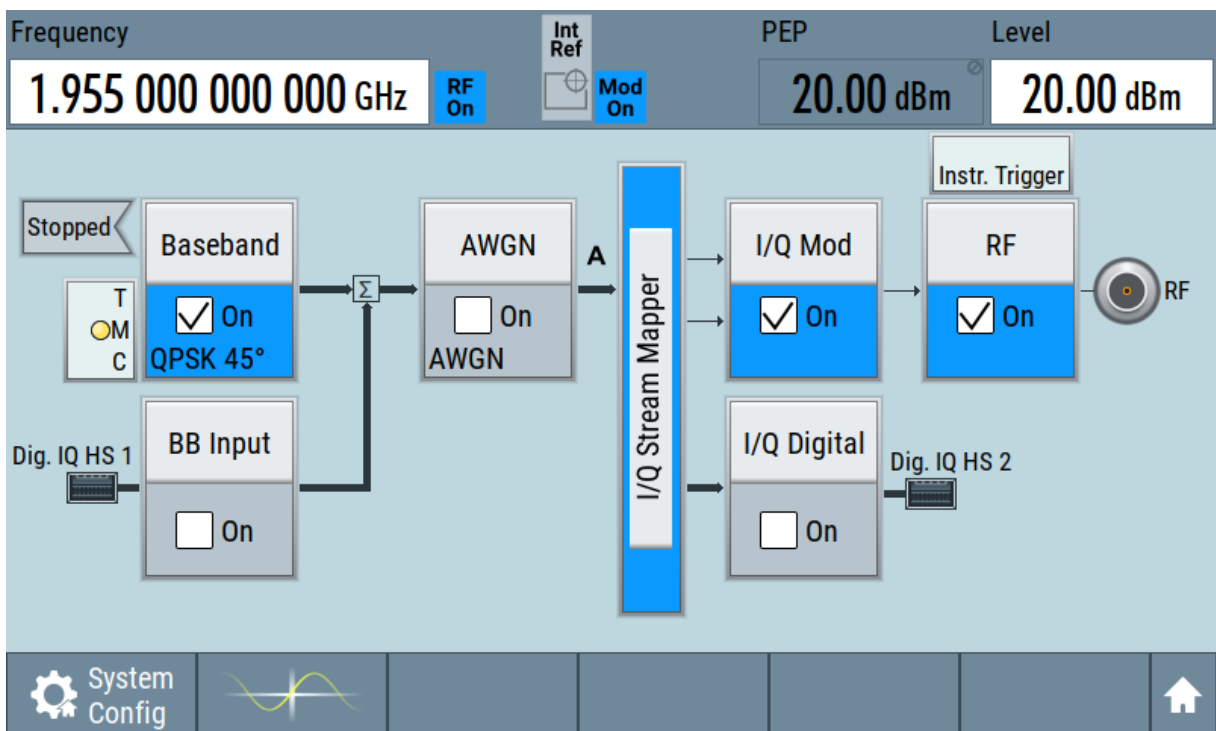 Frequency
Int
Ref
PEP
Level
1.955 000 000 000 GHz
RF
On
Mod
On
20.00 dBm
20.00 dBm
Instr. Trigger
Stopped
Baseband
AWGN
A
I/Q Mod
RF
T
M
C
On
QPSK 45°
Σ
On
AWGN
I/Q Stream Mapper
On
On
RF
Dig. IQ HS 1
BB Input
On
I/Q Digital
On
Dig. IQ HS 2
System
Config